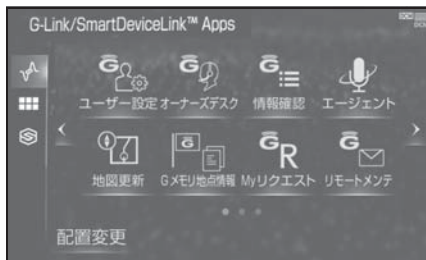 G-Link/SmartDeviceLink™ Apps
ユーザー設定 オーナーズデスク 情報確認 エージェント
地図更新 Gメモリ地点情報 Myリクエスト リモートメンテ
配置変更